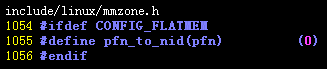 include/linux/mmzone.h
1054 #ifdef CONFIG_FLATMEM
1055 #define pfn_to_nid(pfn) (0)
1056 #endif